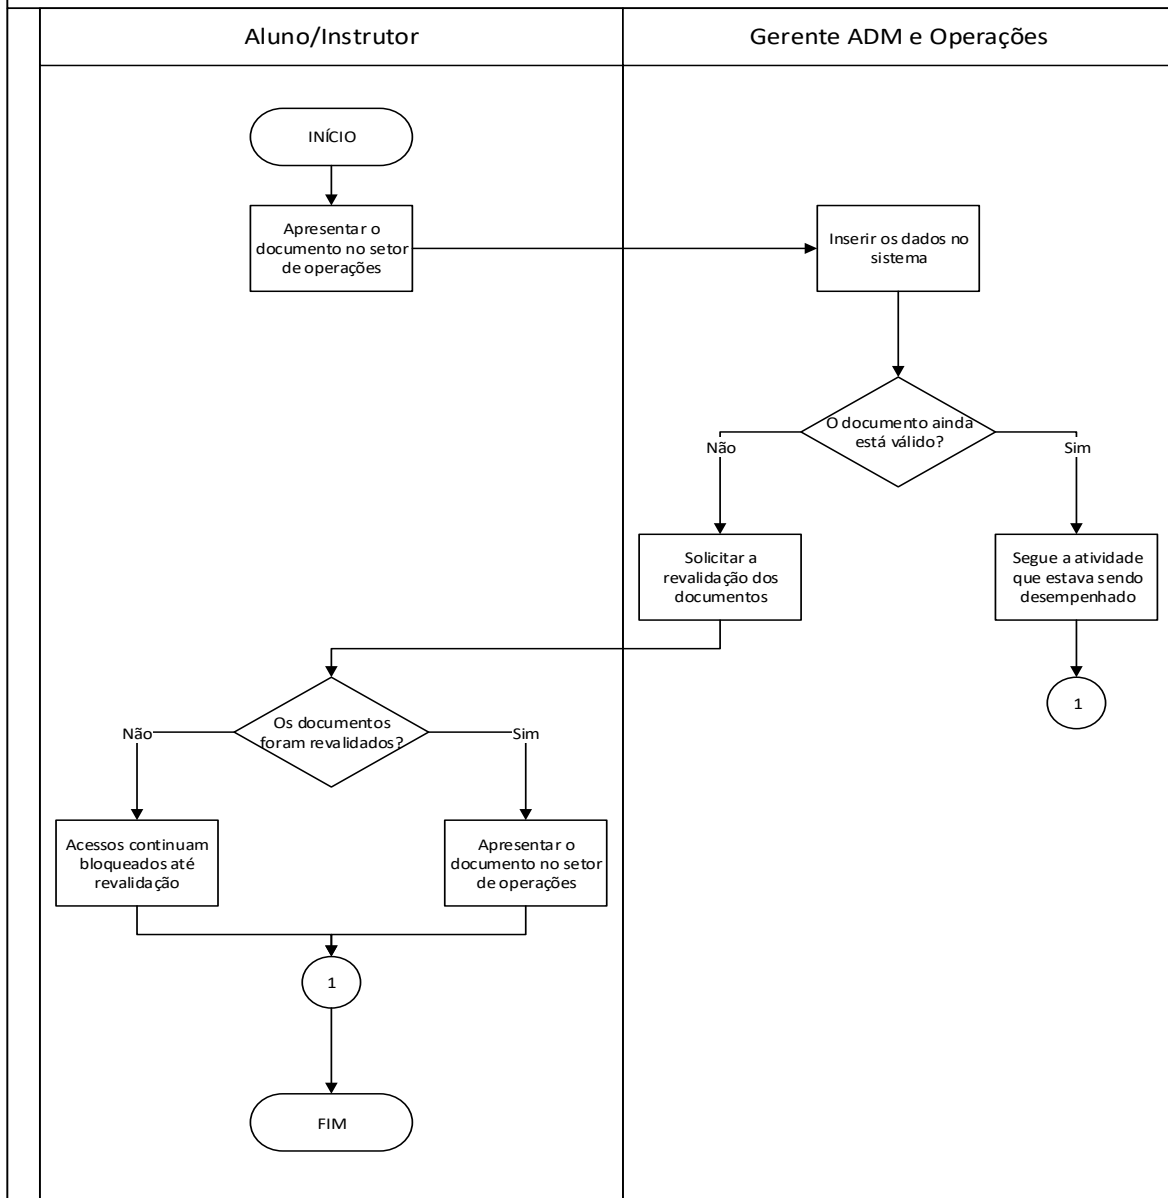 Aluno/Instrutor
Gerente ADM e Operações
INÍCIO
Apresentar o
documento no setor
de operações
Inserir os dados no
sistema
O documento ainda
está válido?
Não
Sim
Solicitar a
revalidação dos
documentos
Segue a atividade
que estava sendo
desempenhado
1
Os documentos
foram revalidados?
Não
Sim
Acessos continuam
bloqueados até
revalidação
Apresentar o
documento no setor
de operações
1
FIM